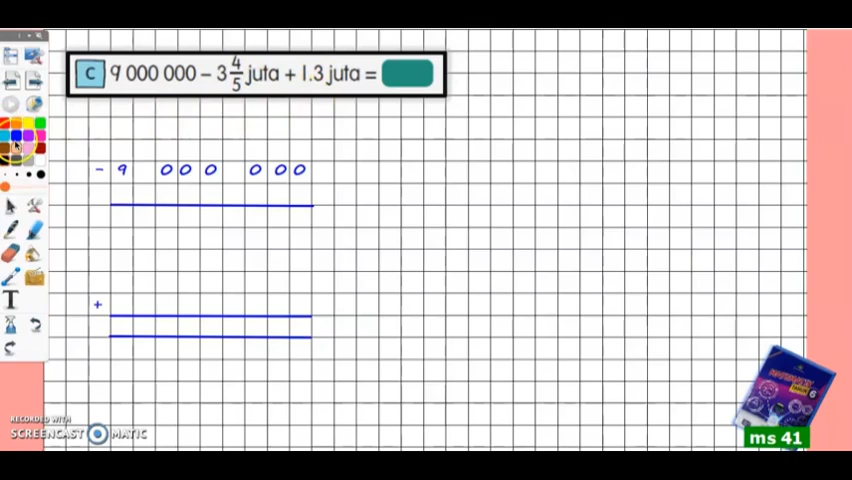 C 9 000 000 – 3 4/5 juta + 1.3 juta =
- 9 000 000
+
T
RECORDED WITH
SCREENCAST MATIC
ms 41